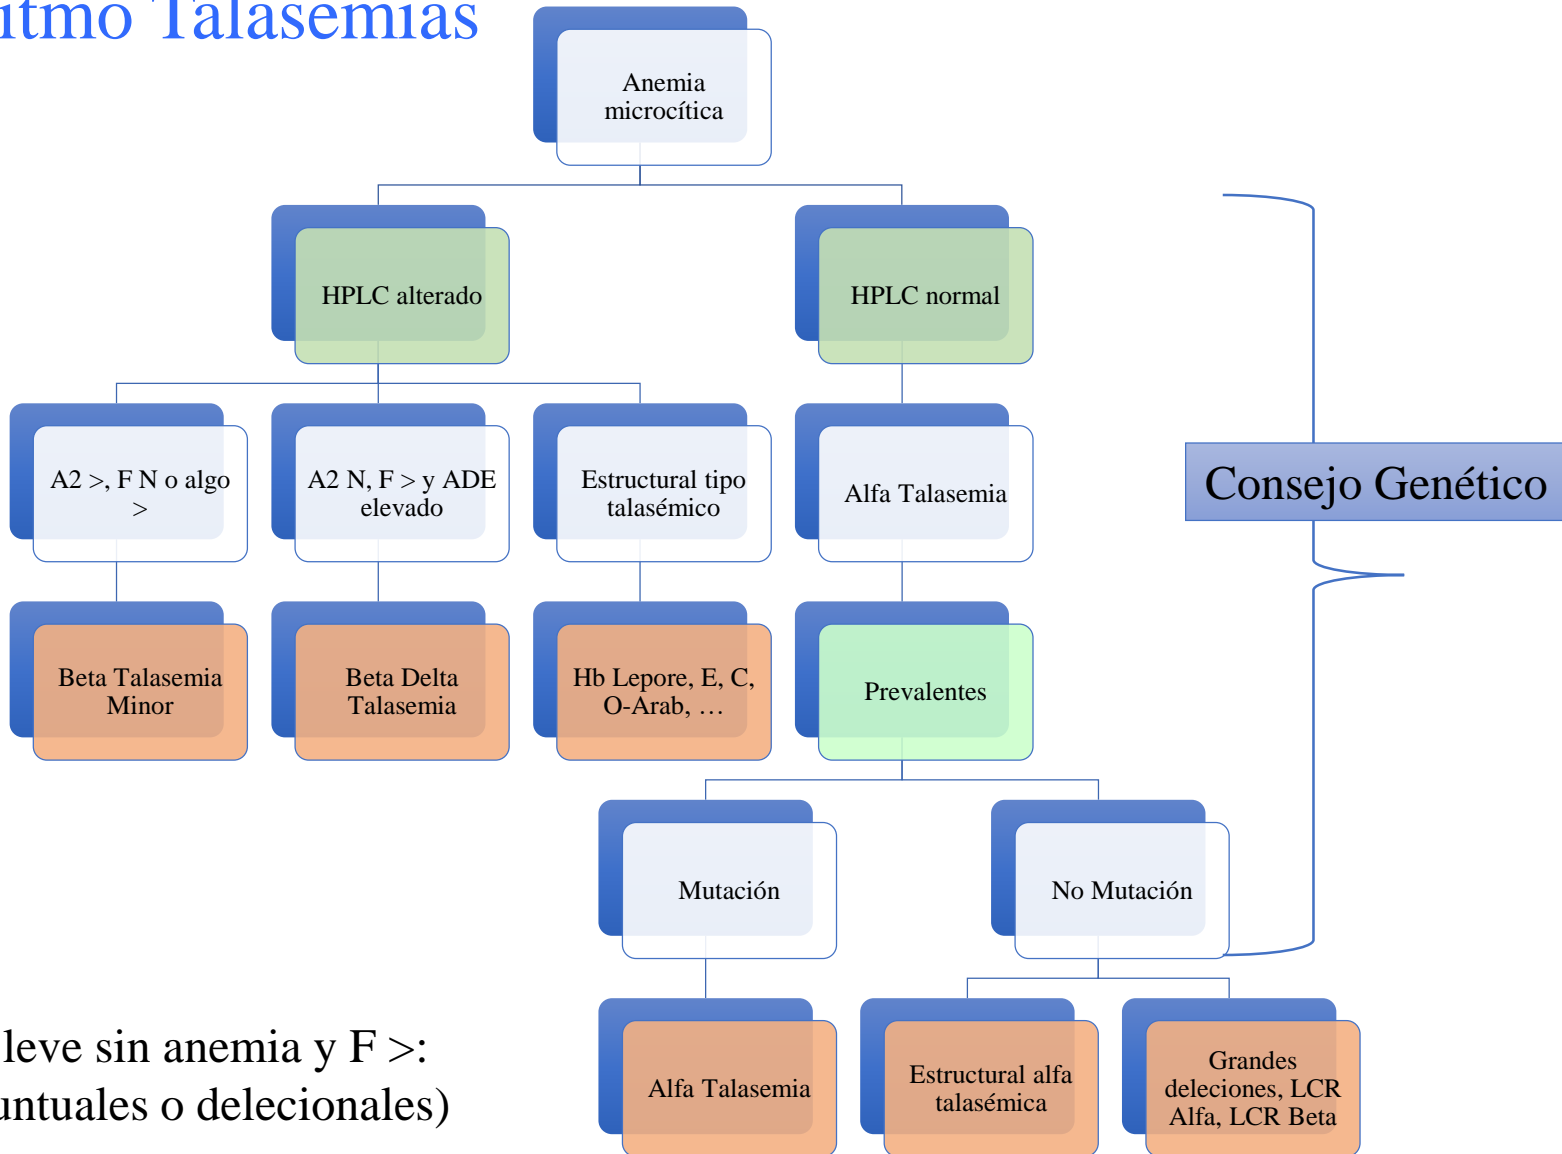 itmo Talasemias
Anemia
microcítica
HPLC alterado
HPLC normal
A2 >, F N o algo
>
A2 N, F > y ADE
elevado
Estructural tipo
talasémico
Alfa Talasemia
Consejo Genético
Beta Talasemia
Minor
Beta Delta
Talasemia
Hb Lepore, E, C,
O-Arab, …
Prevalentes
Mutación
No Mutación
leve sin anemia y F >:
untuales o delecionales)
Alfa Talasemia
Estructural alfa
talasémica
Grandes
deleciones, LCR
Alfa, LCR Beta